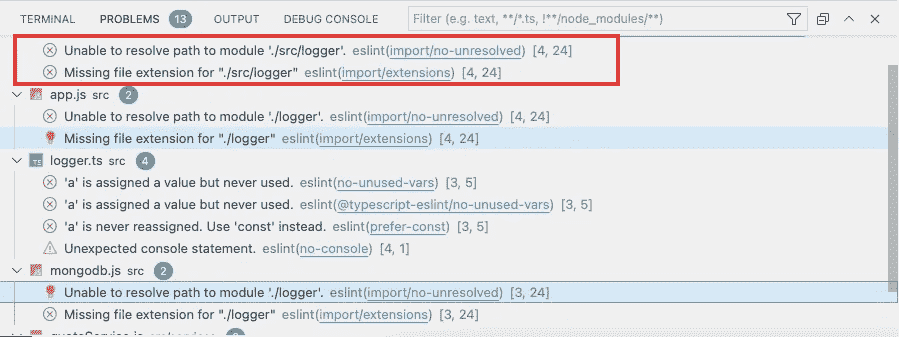 TERMINAL PROBLEMS 13 OUTPUT DEBUG CONSOLE Filter (e.g. text, **/*.ts, !**/node_modules/**)
Unable to resolve path to module './src/logger'. eslint(import/no-unresolved) [4, 24]
Missing file extension for "./src/logger" eslint(import/extensions) [4, 24]
app.js src 2
Unable to resolve path to module './logger'. eslint(import/no-unresolved) [4, 24]
Missing file extension for "./logger" eslint(import/extensions) [4, 24]
TS logger.ts src 4
'a' is assigned a value but never used. eslint(no-unused-vars) [3, 5]
'a' is assigned a value but never used. eslint(@typescript-eslint/no-unused-vars) [3, 5]
'a' is never reassigned. Use 'const' instead. eslint(prefer-const) [3, 5]
Unexpected console statement. eslint(no-console) [4, 1]
mongodb.js src 2
Unable to resolve path to module './logger'. eslint(import/no-unresolved) [3, 24]
Missing file extension for "./logger" eslint(import/extensions) [3, 24]